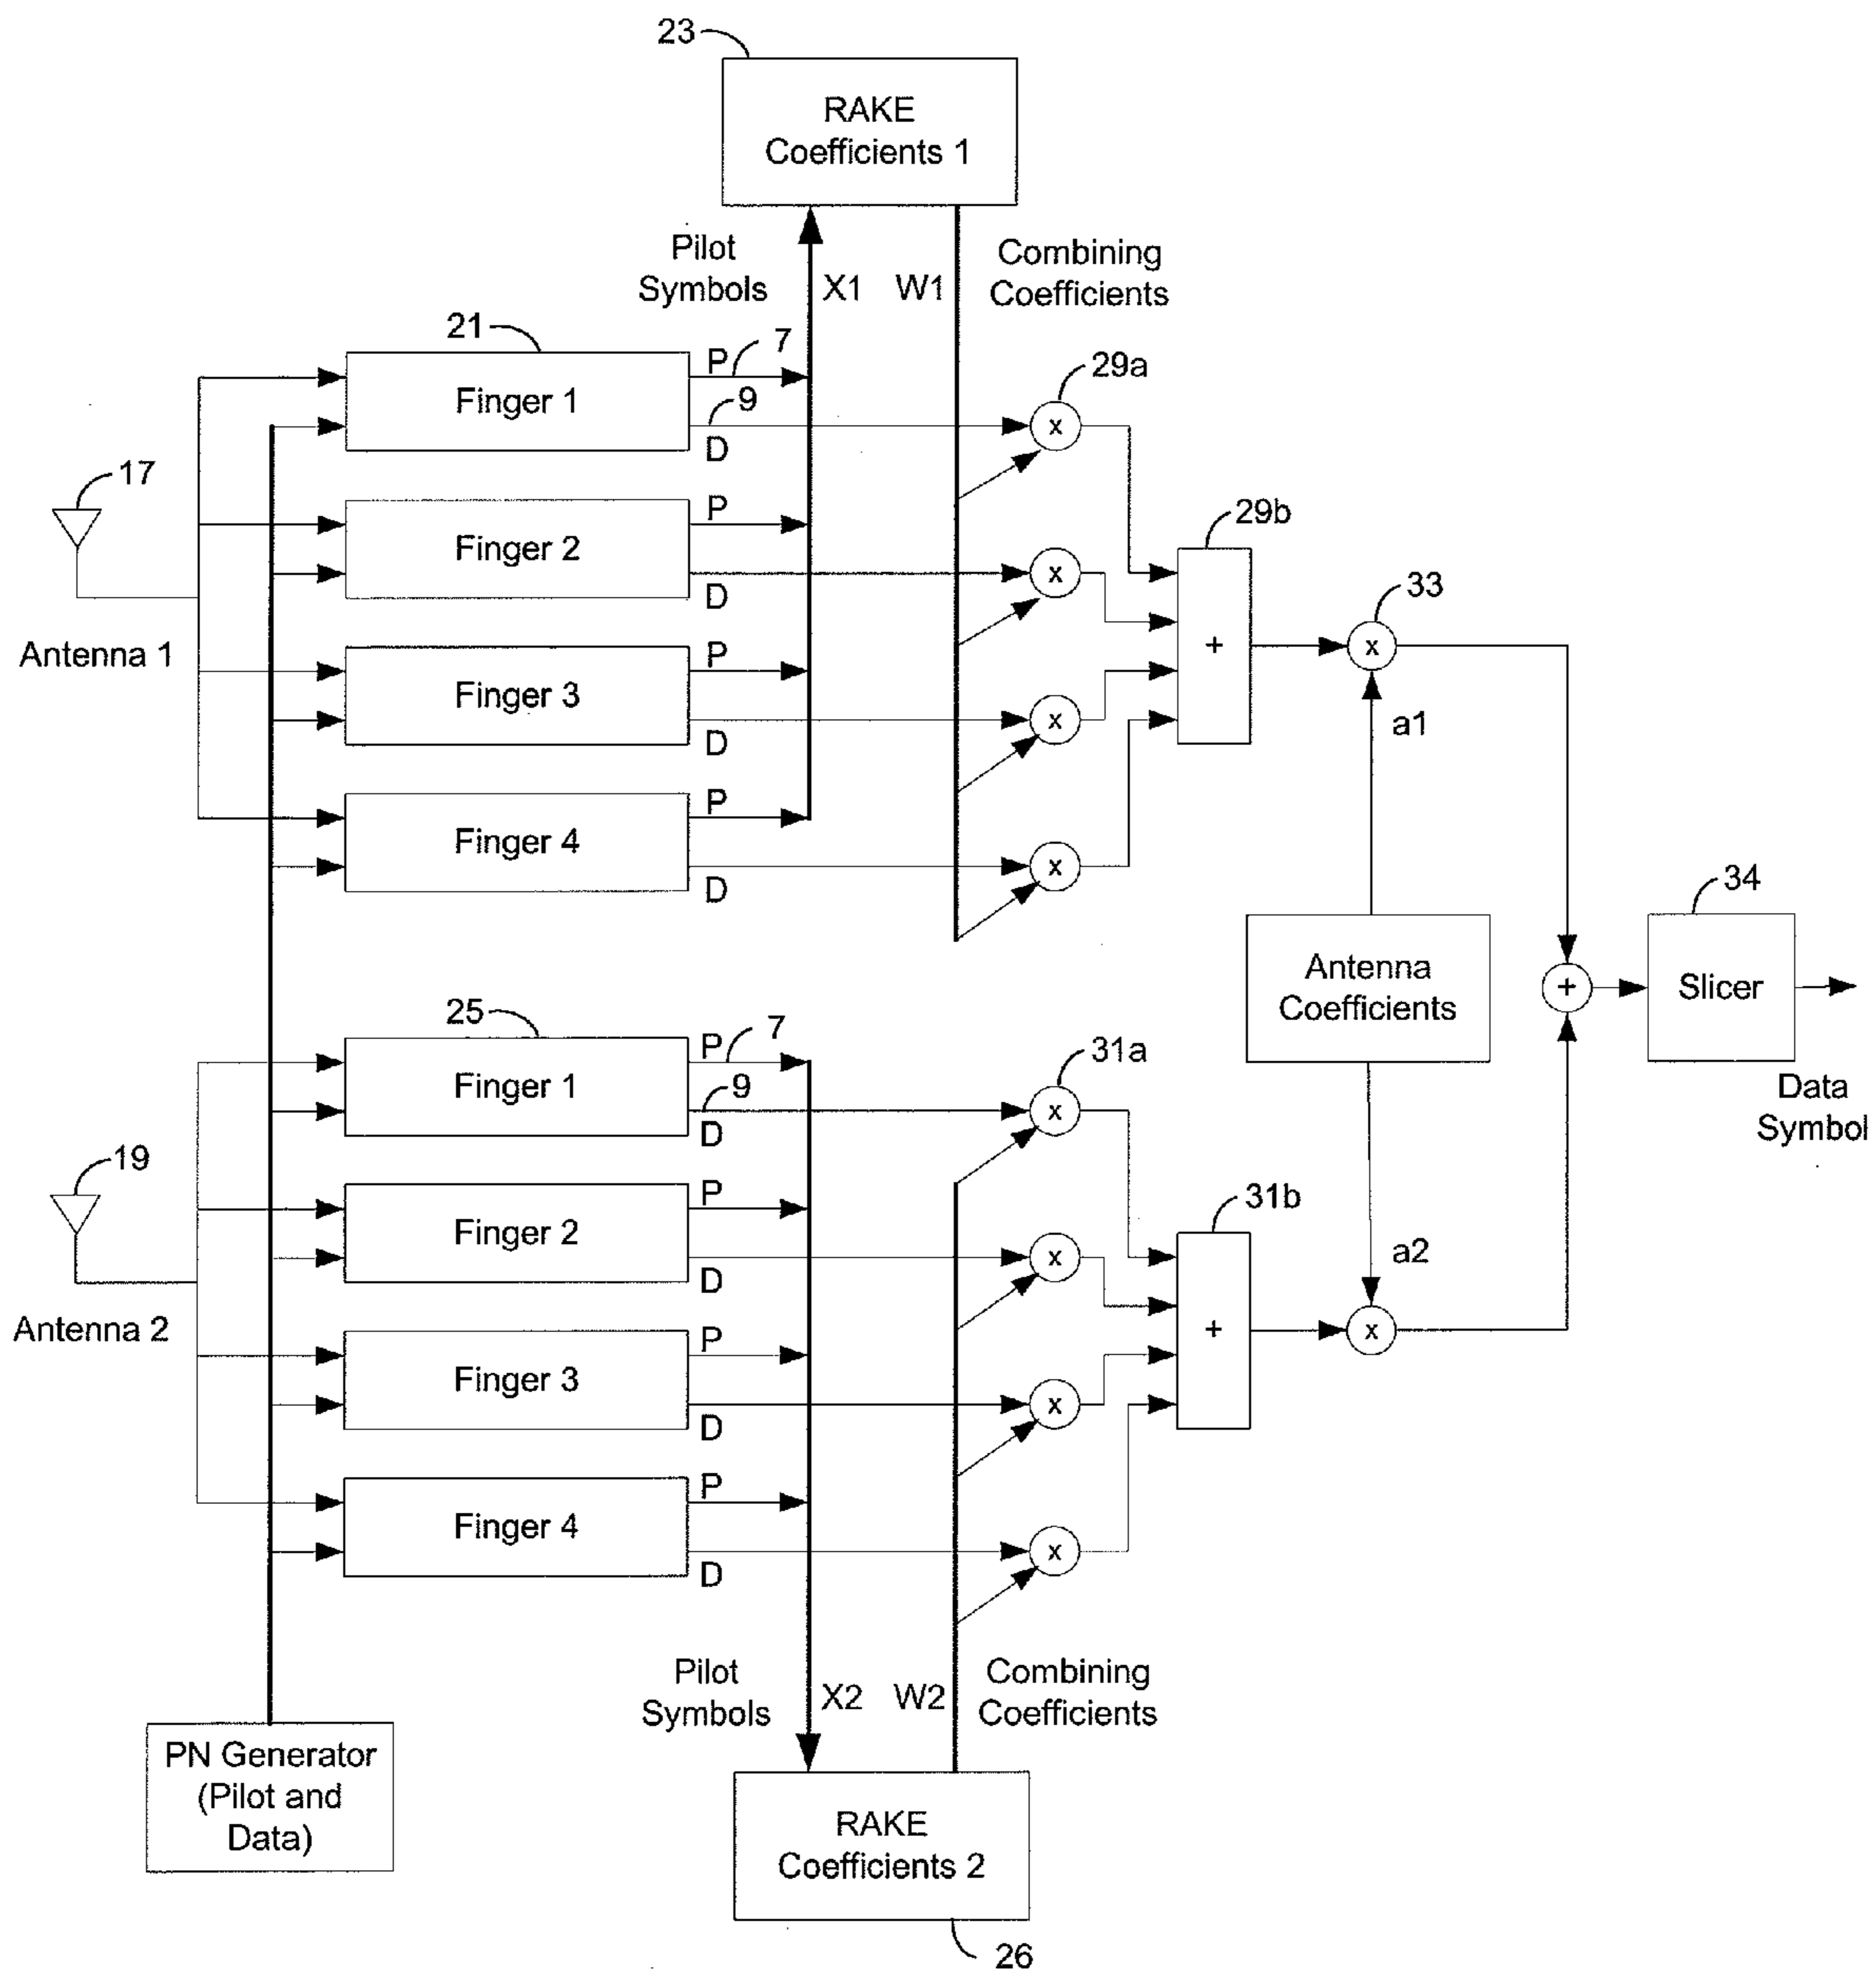 23
RAKE
Coefficients 1
Pilot
Symbols
X1
W1
Combining
Coefficients
21
P
7
Finger 1
9
D
29a
x
17
P
Finger 2
D
x
29b
+
33
x
Antenna 1
P
Finger 3
D
x
a1
P
Finger 4
D
x
34
Antenna
Coefficients
+
Slicer
Data
Symbol
25
P
7
Finger 1
9
D
31a
x
19
P
Finger 2
D
x
31b
+
a2
x
Antenna 2
P
Finger 3
D
x
P
Finger 4
D
x
Pilot
Symbols
X2
W2
Combining
Coefficients
PN Generator
(Pilot and
Data)
RAKE
Coefficients 2
26